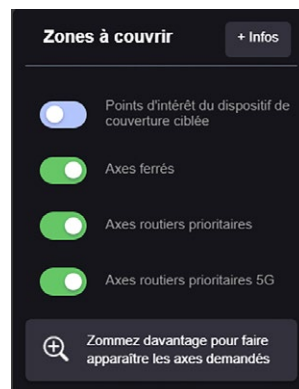 Zones à couvrir
+ Infos
Points d'intérêt du dispositif de
couverture ciblée
Axes ferrés
Axes routiers prioritaires
Axes routiers prioritaires 5G
Zommez davantage pour faire
apparaître les axes demandés